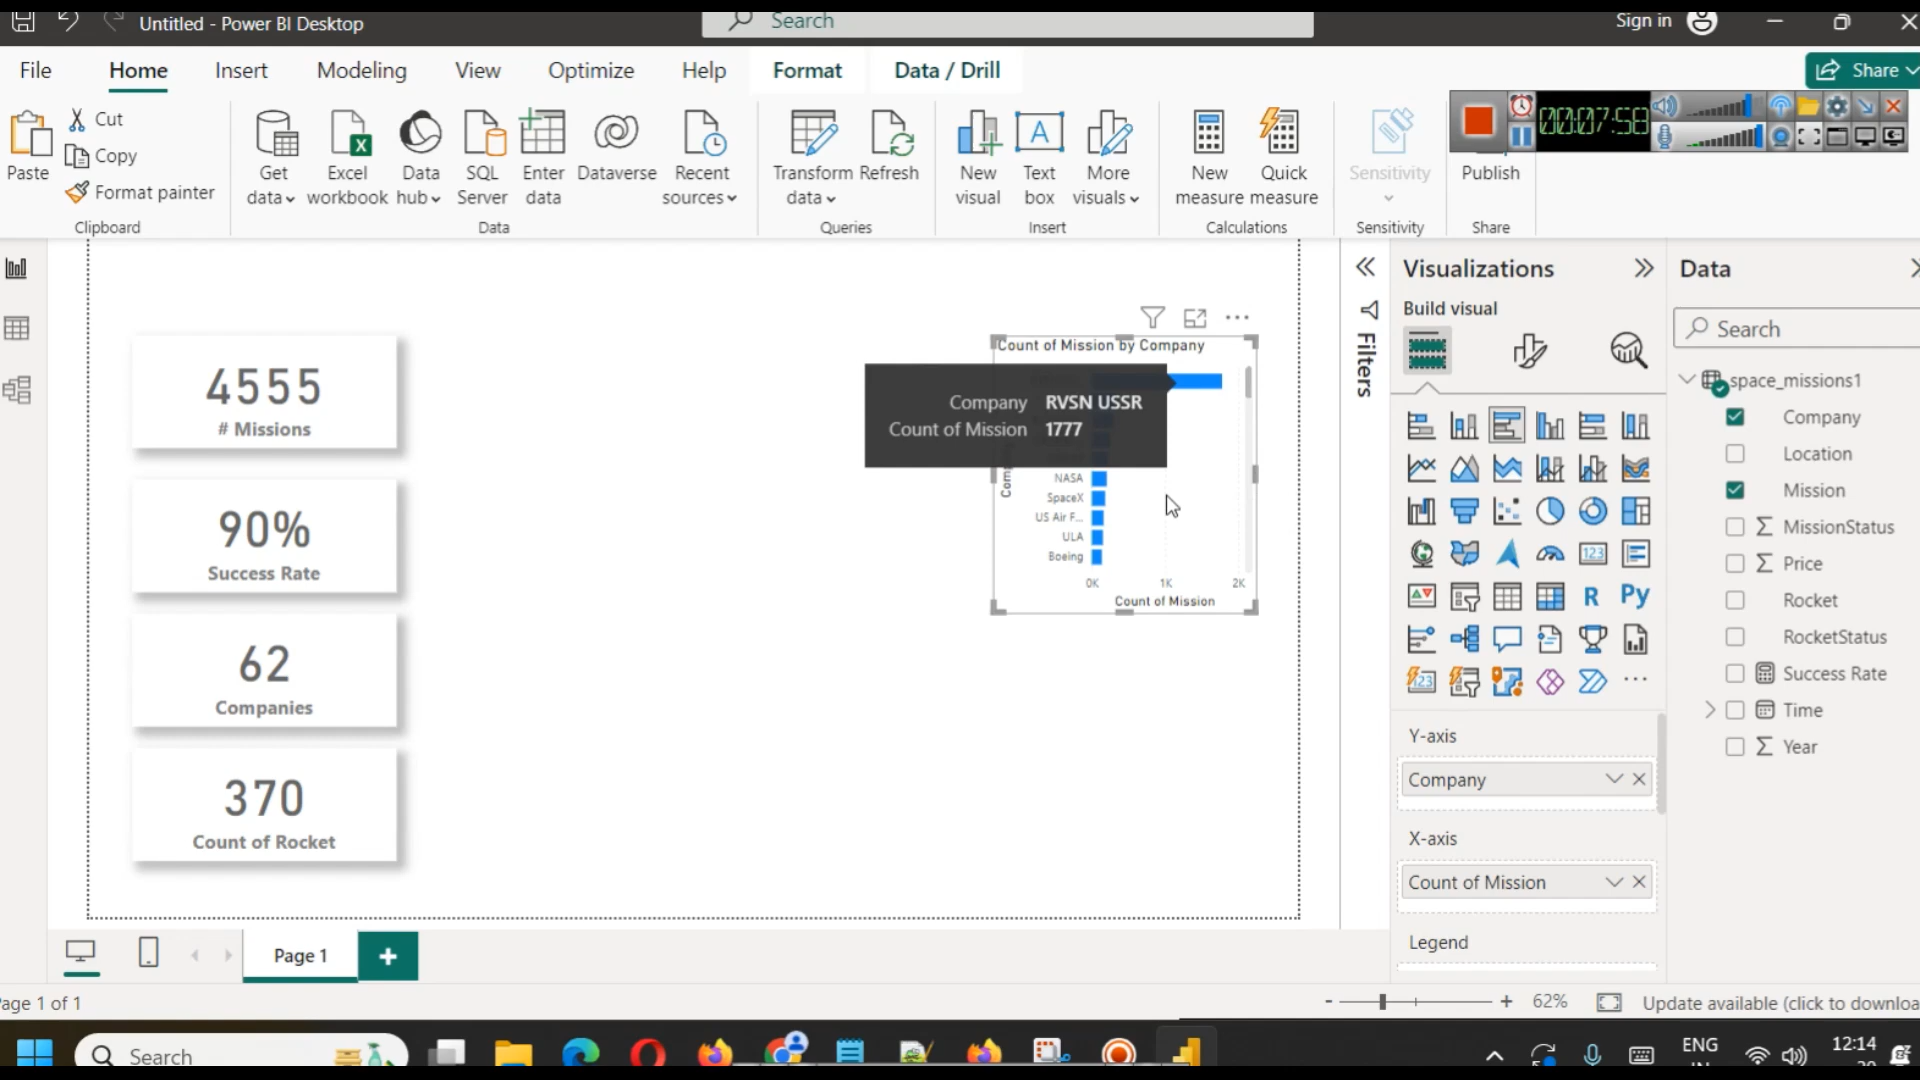 Untitled - Power BI Desktop
Search
Sign in
File
Home
Insert
Modeling
View
Optimize
Help
Format
Data / Drill
Share
Paste
Cut
Copy
Format painter
Clipboard
Get data
Excel workbook
Data hub
SQL Server
Enter data
Dataverse
Recent sources
Data
Transform data
Refresh
Queries
New visual
Text box
More visuals
Insert
New measure
Quick measure
Calculations
Sensitivity
Sensitivity
Publish
Share
00:07:58
4555
# Missions
90%
Success Rate
62
Companies
370
Count of Rocket
Count of Mission by Company
Company RVSN USSR
Count of Mission 1777
NASA
SpaceX
US Air F...
ULA
Boeing
0K 1K 2K
Count of Mission
Filters
Visualizations
Build visual
123
R
Py
123
Y-axis
Company
X-axis
Count of Mission
Legend
Data
Search
space_missions1
Company
Location
Mission
MissionStatus
Price
Rocket
RocketStatus
Success Rate
Time
Year
Page 1
age 1 of 1
- + 62%
Update available (click to downloa
Search
ENG
12:14